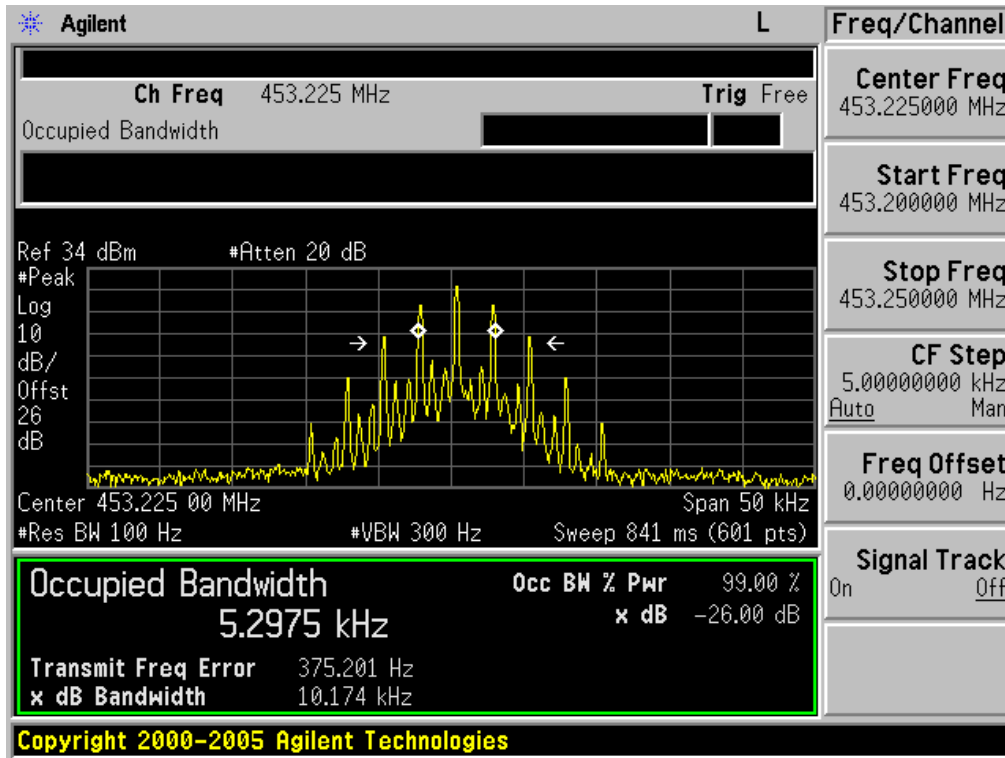 Agilent L Freq/Channel
Ch Freq 453.225 MHz Trig Free
Occupied Bandwidth
Center Freq
453.225000 MHz
Start Freq
453.200000 MHz
Stop Freq
453.250000 MHz
CF Step
5.00000000 kHz
Auto Man
Freq Offset
0.00000000 Hz
Signal Track
On Off
Ref 34 dBm #Atten 20 dB
#Peak
Log
10
dB/
Offst
26
dB
Center 453.225 00 MHz Span 50 kHz
#Res BW 100 Hz #VBW 300 Hz Sweep 841 ms (601 pts)
Occupied Bandwidth Occ BW % Pwr 99.00 %
5.2975 kHz x dB -26.00 dB
Transmit Freq Error 375.201 Hz
x dB Bandwidth 10.174 kHz
Copyright 2000-2005 Agilent Technologies